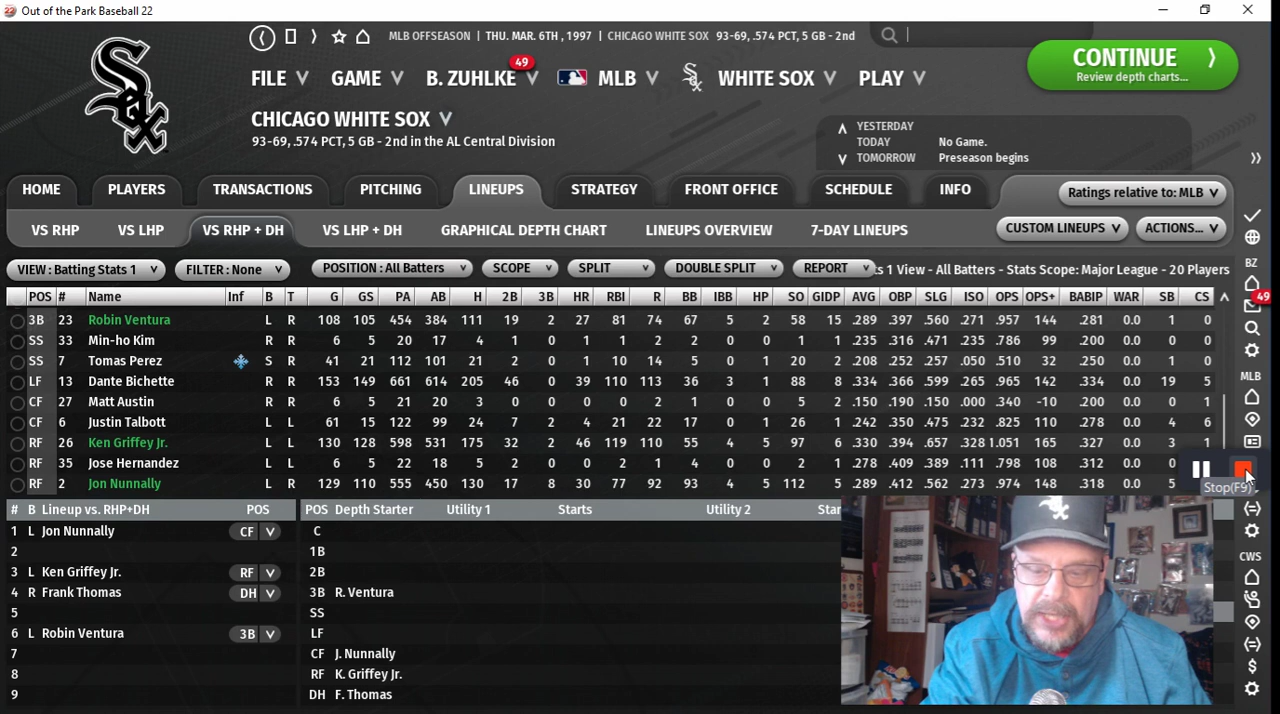 Out of the Park Baseball 22
MLB OFFSEASON | THU. MAR. 6TH , 1997 | CHICAGO WHITE SOX 93-69, .574 PCT, 5 GB - 2nd
CONTINUE
Review depth charts...
49
FILE GAME B. ZUHLKE MLB WHITE SOX PLAY
CHICAGO WHITE SOX
93-69, .574 PCT, 5 GB - 2nd in the AL Central Division
YESTERDAY
TODAY No Game.
TOMORROW Preseason begins
HOME PLAYERS TRANSACTIONS PITCHING LINEUPS STRATEGY FRONT OFFICE SCHEDULE INFO Ratings relative to: MLB
VS RHP VS LHP VS RHP + DH VS LHP + DH GRAPHICAL DEPTH CHART LINEUPS OVERVIEW 7-DAY LINEUPS CUSTOM LINEUPS ACTIONS...
VIEW : Batting Stats 1 FILTER : None POSITION : All Batters SCOPE SPLIT DOUBLE SPLIT REPORT ts 1 View - All Batters - Stats Scope: Major League - 20 Players
POS # Name Inf B T G GS PA AB H 2B 3B HR RBI R BB IBB HP SO GIDP AVG OBP SLG ISO OPS OPS+ BABIP WAR SB CS
3B 23 Robin Ventura L R 108 105 454 384 111 19 2 27 81 74 67 5 2 58 15 .289 .397 .560 .271 .957 144 .281 0.0 1 0
SS 33 Min-ho Kim R R 6 5 20 17 4 1 0 1 1 2 2 0 0 1 1 .235 .316 .471 .235 .786 99 .200 0.0 0 0
SS 7 Tomas Perez S R 41 21 112 101 21 2 0 1 10 14 5 0 1 20 2 .208 .252 .257 .050 .510 32 .250 0.0 1 0
LF 13 Dante Bichette R R 153 149 661 614 205 46 0 39 110 113 36 3 1 88 8 .334 .366 .599 .265 .965 142 .334 0.0 19 5
CF 27 Matt Austin R R 6 5 21 20 3 0 0 0 0 2 1 0 0 5 2 .150 .190 .150 .000 .340 -10 .200 0.0 0 1
CF 6 Justin Talbott L L 61 15 122 99 24 7 2 4 21 22 17 0 1 26 1 .242 .350 .475 .232 .825 110 .278 0.0 4 6
RF 26 Ken Griffey Jr. L L 130 128 598 531 175 32 2 46 119 110 55 4 5 97 6 .330 .394 .657 .328 1.051 165 .327 0.0 3 1
RF 35 Jose Hernandez L L 6 5 22 18 5 2 0 0 2 1 4 0 0 2 1 .278 .409 .389 .111 .798 108 .312 0.0 0
RF 2 Jon Nunnally L R 129 110 555 450 130 17 8 30 77 92 93 4 5 112 5 .289 .412 .562 .273 .974 148 .318 0.0 5
Stop(F9)
# B Lineup vs. RHP+DH POS
1 L Jon Nunnally CF
2
3 L Ken Griffey Jr. RF
4 R Frank Thomas DH
5
6 L Robin Ventura 3B
7
8
9
POS Depth Starter Utility 1 Starts Utility 2 Star
C
1B
2B
3B R. Ventura
SS
LF
CF J. Nunnally
RF K. Griffey Jr.
DH F. Thomas
BZ
49
MLB
CWS